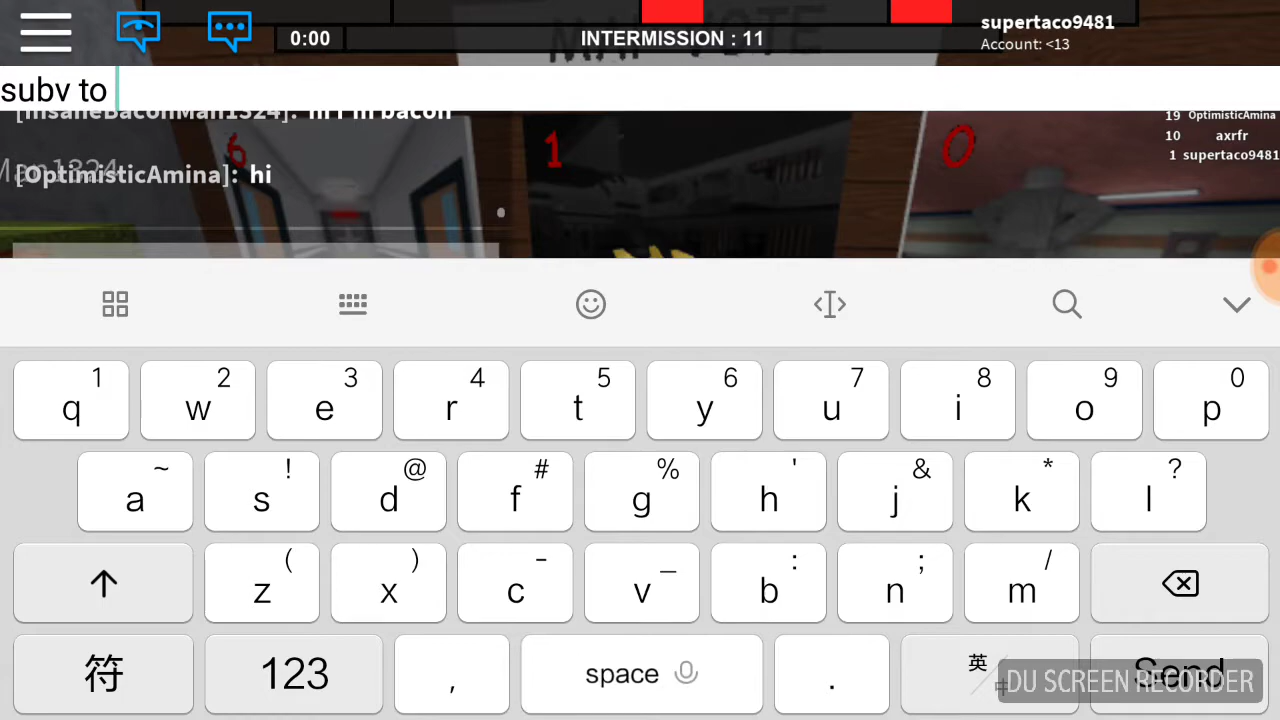 supertaco9481
0:00
INTERMISSION : 11
Account: <13
subv to
[InsaneBaconMan1324]: hi i'm bacon
19 OptimisticAmina
10 axrfr
1 supertaco9481
Man1324
[OptimisticAmina]: hi
6
1
0
1 2 3 4 5 6 7 8 9 0
q w e r t y u i o p
~ ! @ # % ' & * ?
a s d f g h j k l
( ) - _ : ; /
z x c v b n m
符 123 , space . 英 Send
DU SCREEN RECORDER